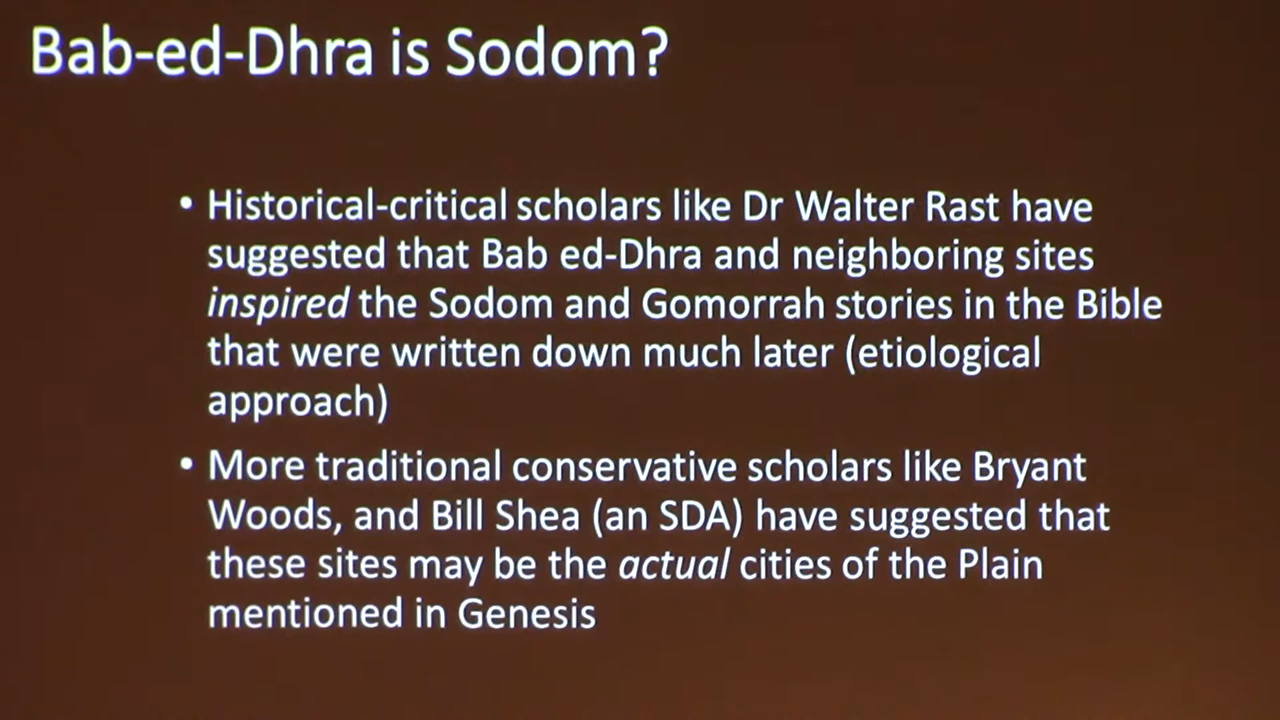 Bab-ed-Dhra is Sodom?
• Historical-critical scholars like Dr Walter Rast have
suggested that Bab ed-Dhra and neighboring sites
inspired the Sodom and Gomorrah stories in the Bible
that were written down much later (etiological
approach)
• More traditional conservative scholars like Bryant
Woods, and Bill Shea (an SDA) have suggested that
these sites may be the actual cities of the Plain
mentioned in Genesis